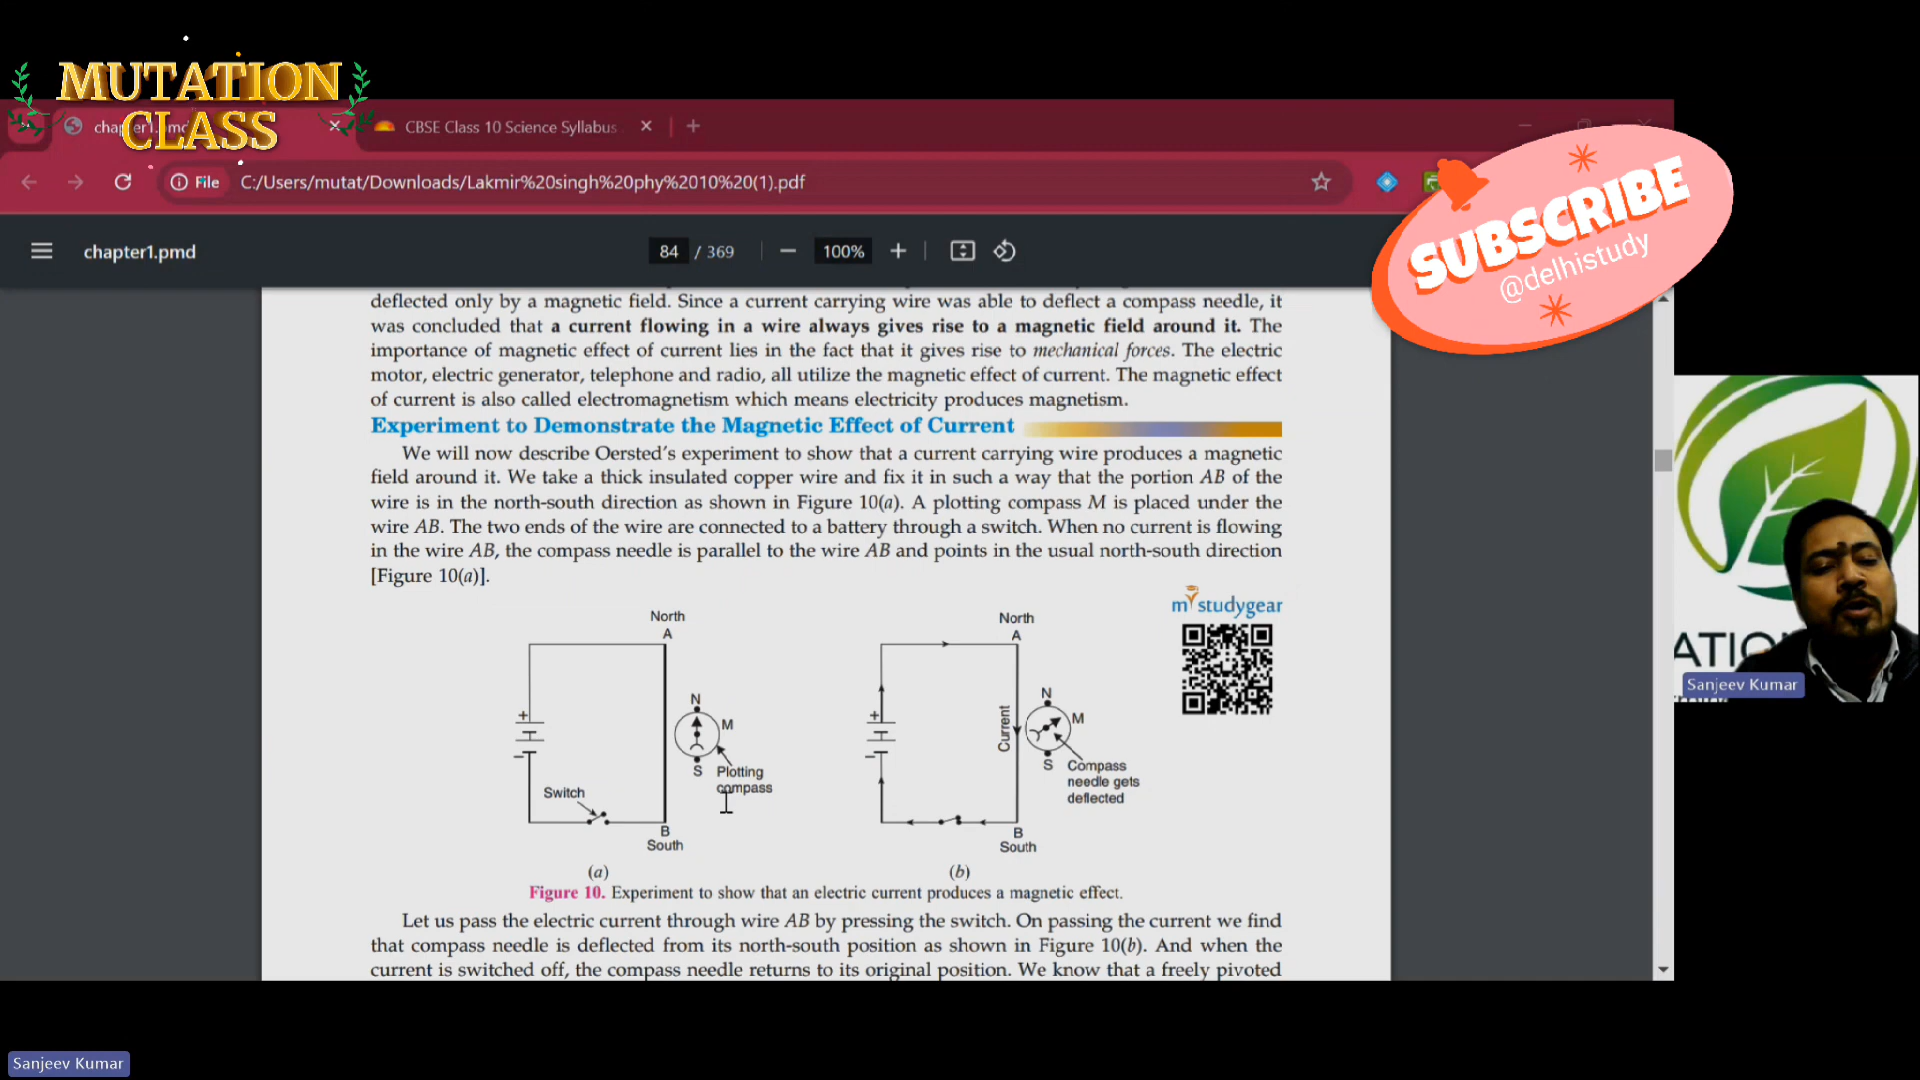 MUTATION
CLASS
CBSE Class 10 Science Syllabus
File
C:/Users/mutat/Downloads/Lakmir%20singh%20phy%2010%20(1).pdf
SUBSCRIBE
@delhistudy
chapter1.pmd
84 / 369
100%
deflected only by a magnetic field. Since a current carrying wire was able to deflect a compass needle, it
was concluded that a current flowing in a wire always gives rise to a magnetic field around it. The
importance of magnetic effect of current lies in the fact that it gives rise to mechanical forces. The electric
motor, electric generator, telephone and radio, all utilize the magnetic effect of current. The magnetic effect
of current is also called electromagnetism which means electricity produces magnetism.
Experiment to Demonstrate the Magnetic Effect of Current
We will now describe Oersted's experiment to show that a current carrying wire produces a magnetic
field around it. We take a thick insulated copper wire and fix it in such a way that the portion AB of the
wire is in the north-south direction as shown in Figure 10(a). A plotting compass M is placed under the
wire AB. The two ends of the wire are connected to a battery through a switch. When no current is flowing
in the wire AB, the compass needle is parallel to the wire AB and points in the usual north-south direction
[Figure 10(a)].
my studygear
North
A
N
M
S
Plotting
compass
Switch
+
−
B
South
(a)
North
A
N
M
S
Current
Compass
needle gets
deflected
+
−
B
South
(b)
Figure 10. Experiment to show that an electric current produces a magnetic effect.
Let us pass the electric current through wire AB by pressing the switch. On passing the current we find
that compass needle is deflected from its north-south position as shown in Figure 10(b). And when the
current is switched off, the compass needle returns to its original position. We know that a freely pivoted
Sanjeev Kumar
Sanjeev Kumar